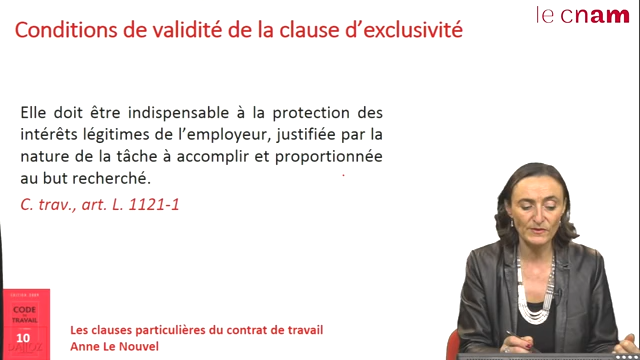 le cnam
Conditions de validité de la clause d’exclusivité
Elle doit être indispensable à la protection des
intérêts légitimes de l’employeur, justifiée par la
nature de la tâche à accomplir et proportionnée
au but recherché.
C. trav., art. L. 1121-1
CODE
TRAVAIL
10
Les clauses particulières du contrat de travail
Anne Le Nouvel